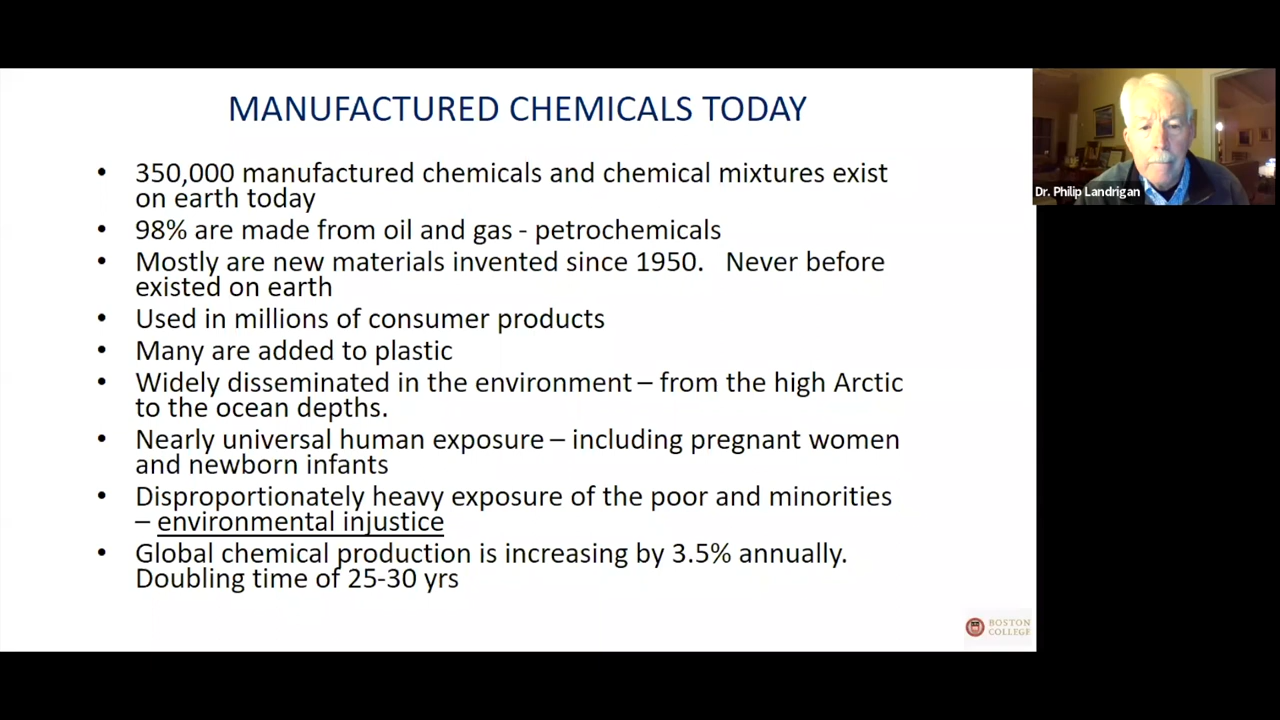 MANUFACTURED CHEMICALS TODAY
• 350,000 manufactured chemicals and chemical mixtures exist
on earth today
• 98% are made from oil and gas - petrochemicals
• Mostly are new materials invented since 1950. Never before
existed on earth
• Used in millions of consumer products
• Many are added to plastic
• Widely disseminated in the environment – from the high Arctic
to the ocean depths.
• Nearly universal human exposure – including pregnant women
and newborn infants
• Disproportionately heavy exposure of the poor and minorities
– environmental injustice
• Global chemical production is increasing by 3.5% annually.
Doubling time of 25-30 yrs
BOSTON
COLLEGE
Dr. Philip Landrigan